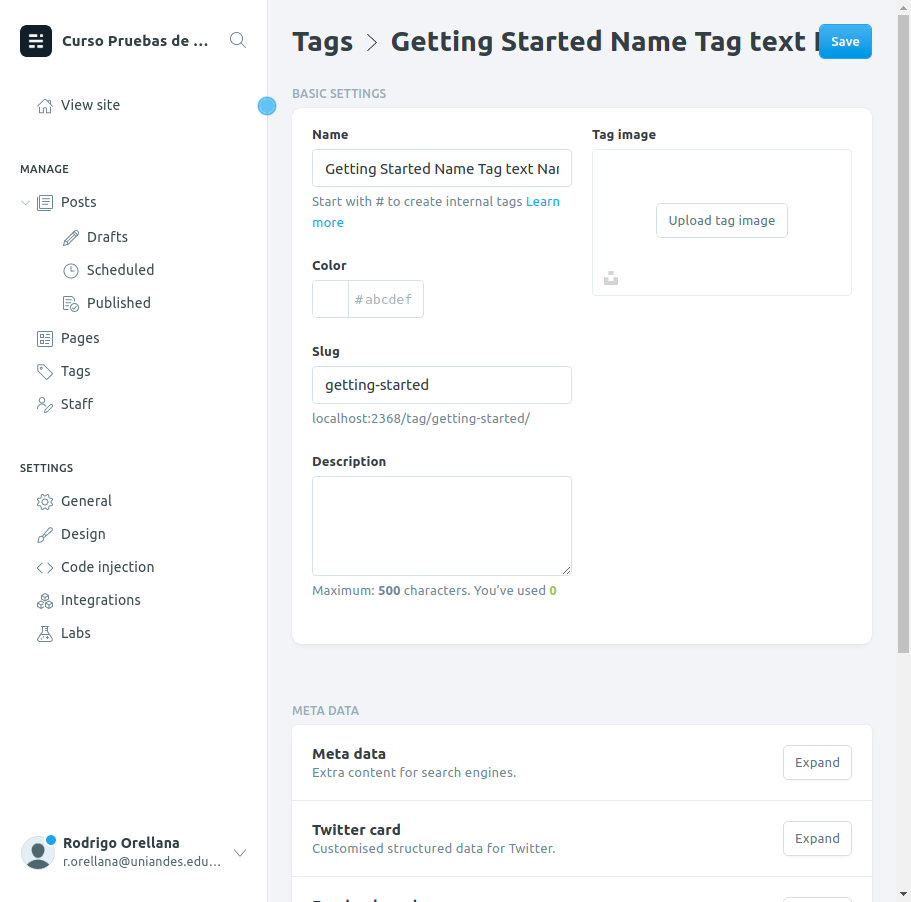 Curso Pruebas de ...
View site
MANAGE
Posts
Drafts
Scheduled
Published
Pages
Tags
Staff
SETTINGS
General
Design
Code injection
Integrations
Labs
Rodrigo Orellana
r.orellana@uniandes.edu...
Tags > Getting Started Name Tag text
Save
BASIC SETTINGS
Name
Getting Started Name Tag text Nar
Start with # to create internal tags Learn
more
Color
#abcdef
Slug
getting-started
localhost:2368/tag/getting-started/
Description
Maximum: 500 characters. You’ve used 0
Tag image
Upload tag image
META DATA
Meta data
Extra content for search engines.
Expand
Twitter card
Customised structured data for Twitter.
Expand